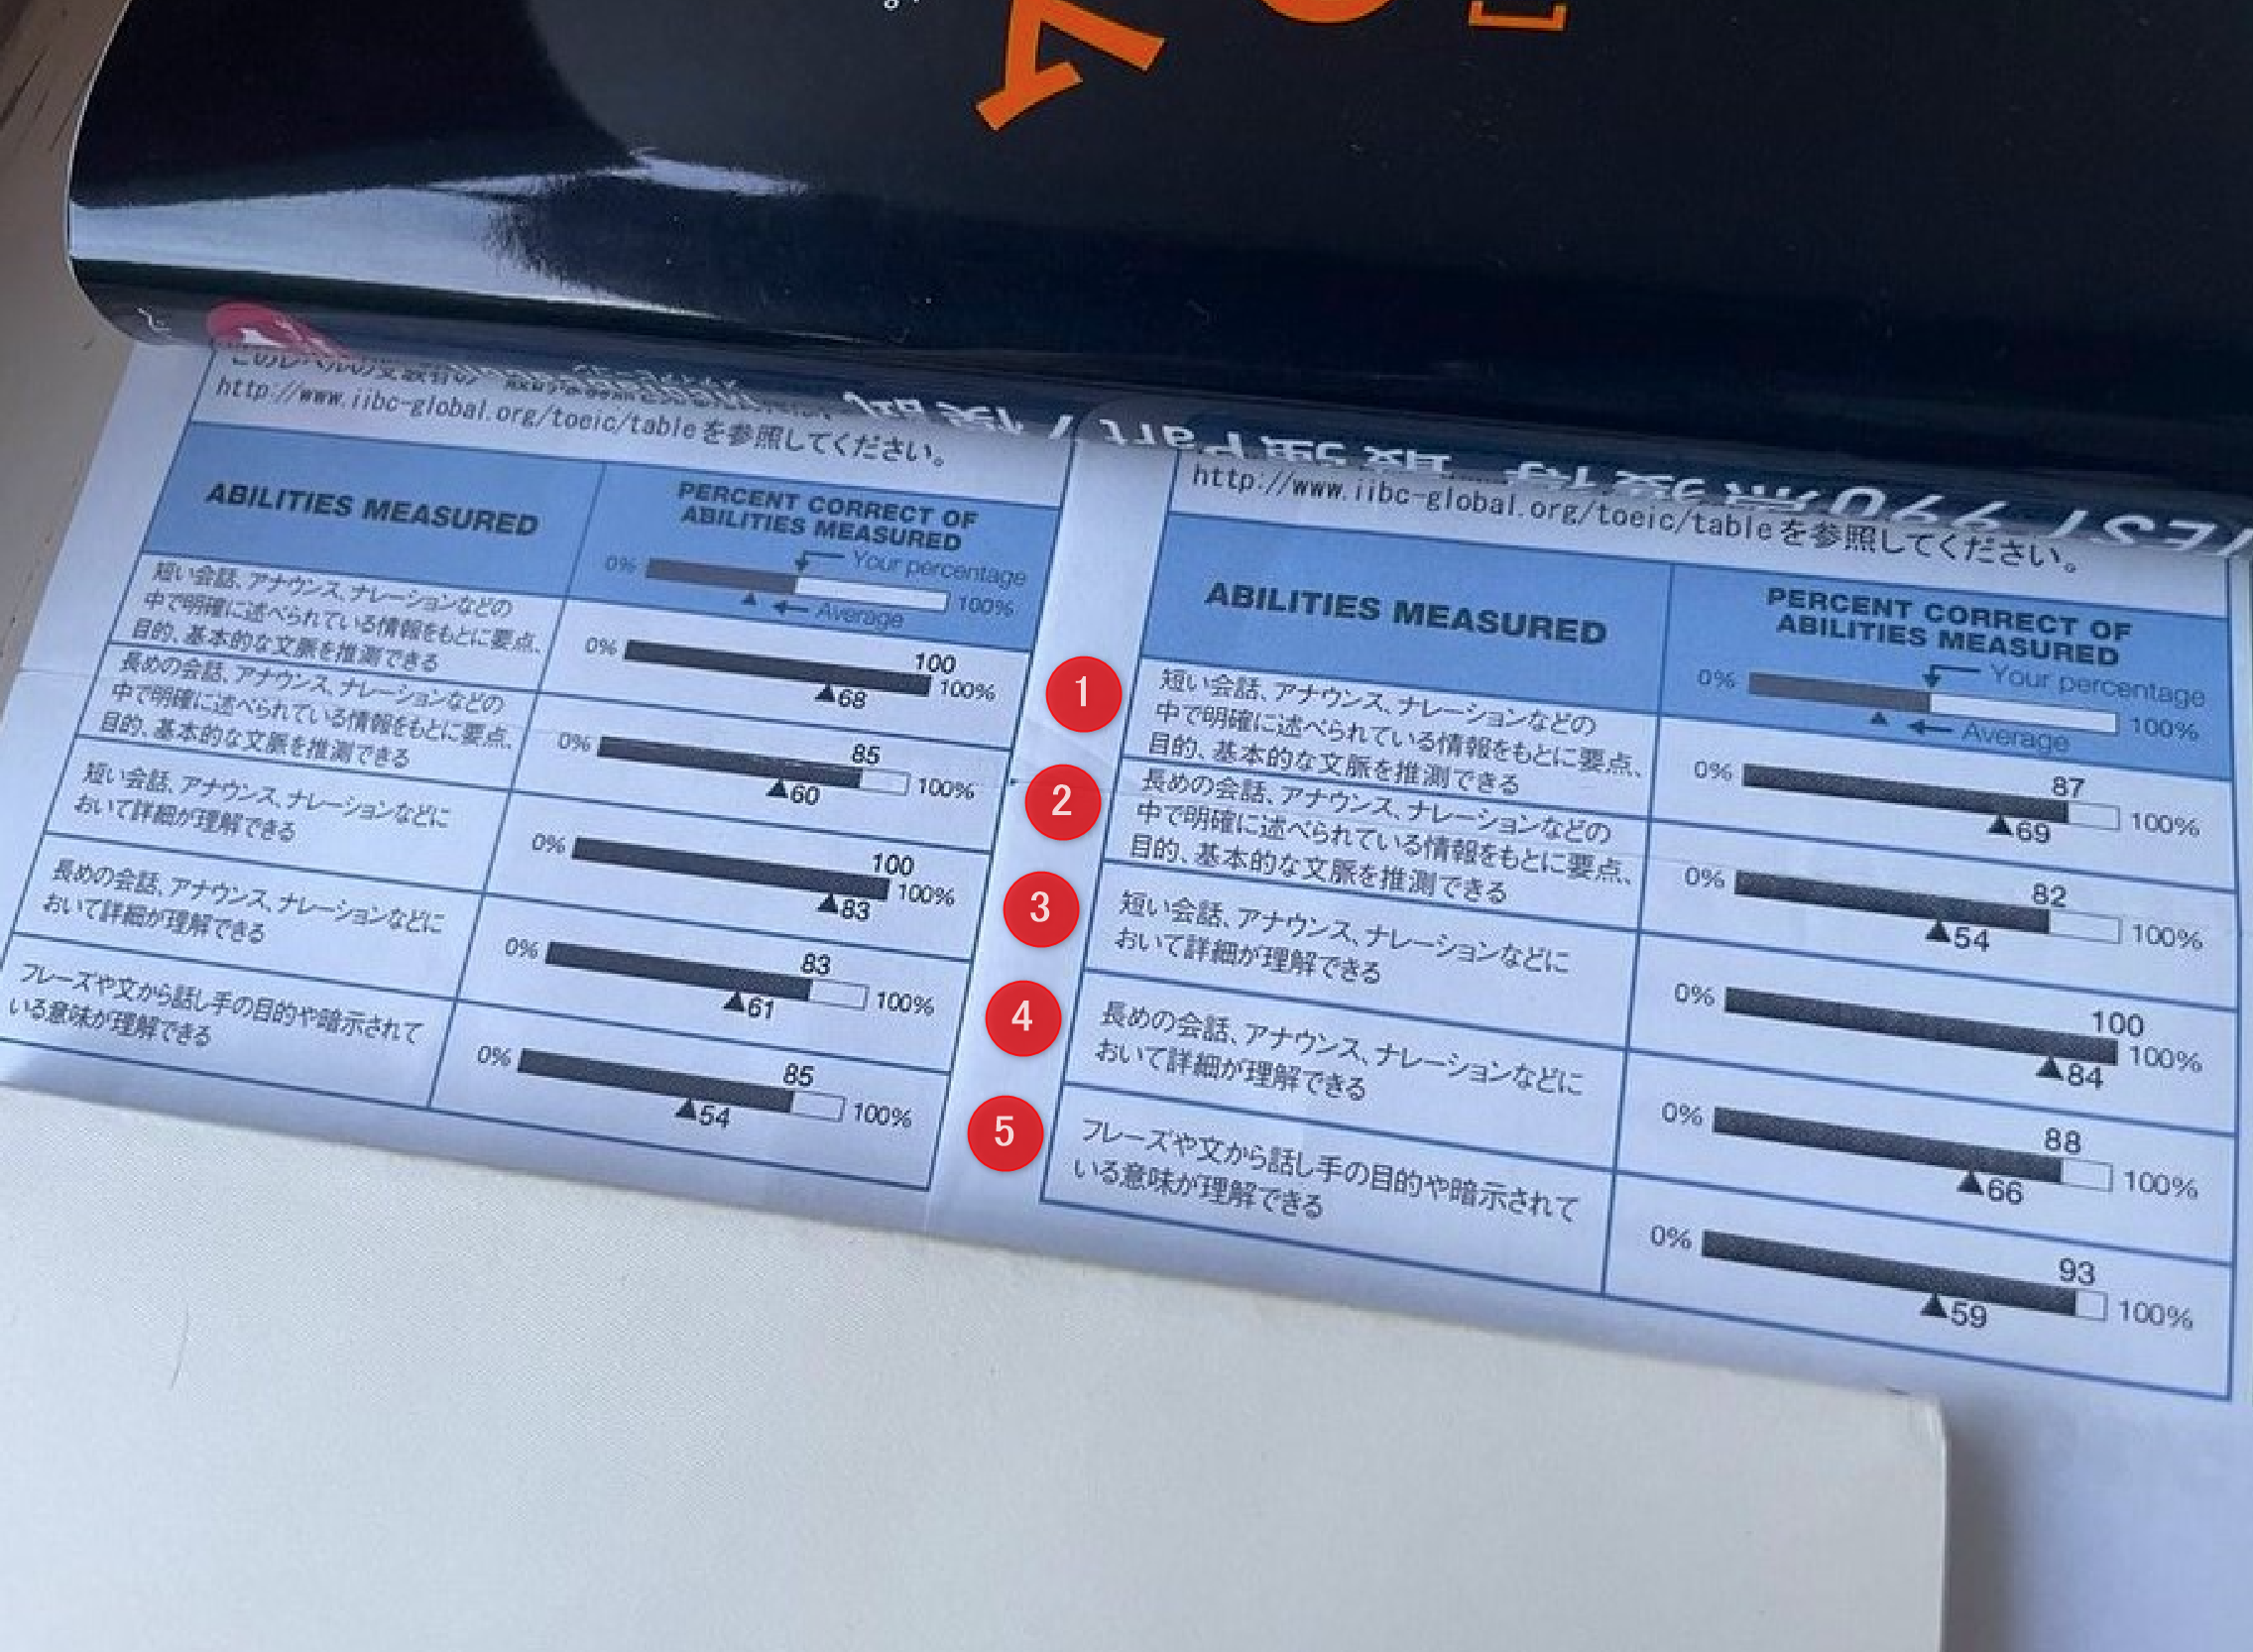 http://www.iibc-global.org/toeic/tableを参照してください。
ABILITIES MEASURED
PERCENT CORRECT OF
ABILITIES MEASURED
Your percentage
0%
100%
Average
短い会話、アナウンス、ナレーションなどの
中で明確に述べられている情報をもとに要点、
目的、基本的な文脈を推測できる
0%
100
100%
▲68
長めの会話、アナウンス、ナレーションなどの
中で明確に述べられている情報をもとに要点、
目的、基本的な文脈を推測できる
0%
85
100%
▲60
短い会話、アナウンス、ナレーションなどに
おいて詳細が理解できる
0%
100
100%
▲83
長めの会話、アナウンス、ナレーションなどに
おいて詳細が理解できる
0%
83
100%
▲61
フレーズや文から話し手の目的や暗示されて
いる意味が理解できる
0%
85
100%
▲54
http://www.iibc-global.org/toeic/tableを参照してください。
ABILITIES MEASURED
PERCENT CORRECT OF
ABILITIES MEASURED
Your percentage
0%
100%
Average
1
短い会話、アナウンス、ナレーションなどの
中で明確に述べられている情報をもとに要点、
目的、基本的な文脈を推測できる
0%
87
100%
▲69
2
長めの会話、アナウンス、ナレーションなどの
中で明確に述べられている情報をもとに要点、
目的、基本的な文脈を推測できる
0%
82
100%
▲54
3
短い会話、アナウンス、ナレーションなどに
おいて詳細が理解できる
0%
100
100%
▲84
4
長めの会話、アナウンス、ナレーションなどに
おいて詳細が理解できる
0%
88
100%
▲66
5
フレーズや文から話し手の目的や暗示されて
いる意味が理解できる
0%
93
100%
▲59